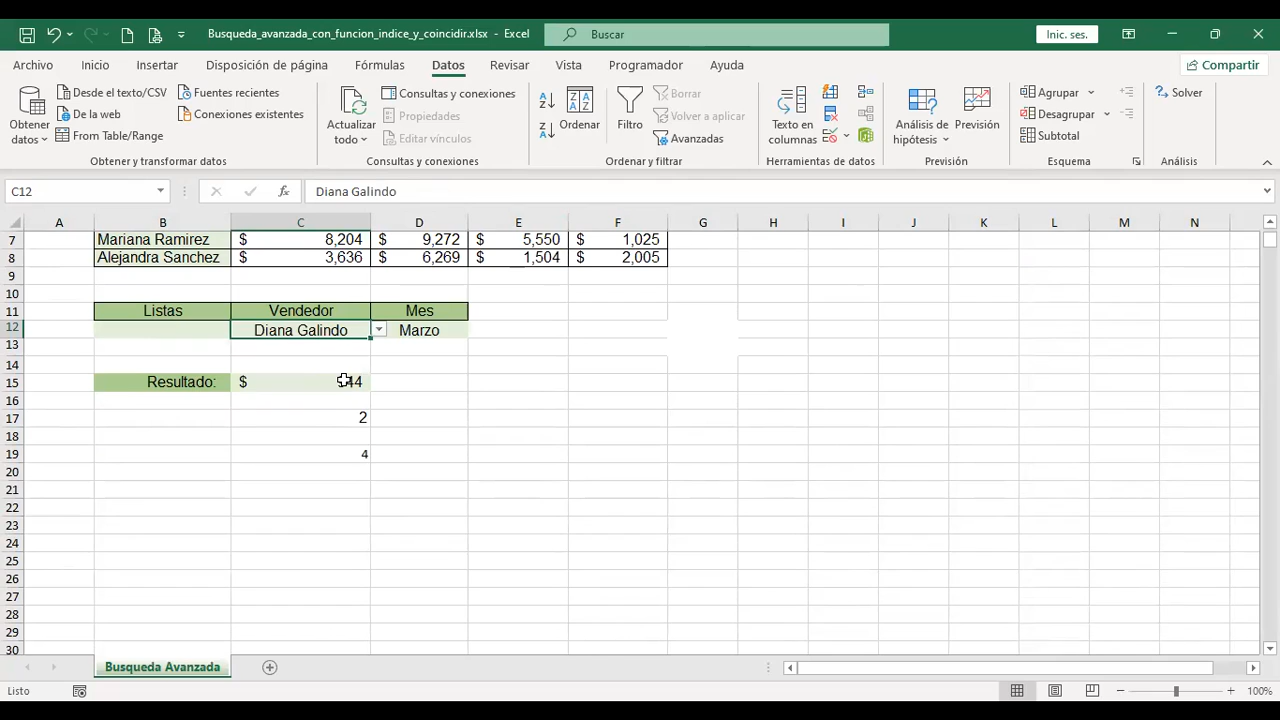 Busqueda_avanzada_con_funcion_indice_y_coincidir.xlsx - Excel
Buscar
Inic. ses.
Archivo Inicio Insertar Disposición de página Fórmulas Datos Revisar Vista Programador Ayuda Compartir
Obtener datos
Desde el texto/CSV
De la web
From Table/Range
Fuentes recientes
Conexiones existentes
Obtener y transformar datos
Actualizar todo
Consultas y conexiones
Propiedades
Editar vínculos
Consultas y conexiones
Ordenar
Filtro
Borrar
Volver a aplicar
Avanzadas
Ordenar y filtrar
Texto en columnas
Herramientas de datos
Análisis de hipótesis
Previsión
Previsión
Agrupar
Desagrupar
Subtotal
Esquema
Solver
Análisis
C12 fx Diana Galindo
A B C D E F G H I J K L M N
7 Mariana Ramirez $ 8,204 $ 9,272 $ 5,550 $ 1,025
8 Alejandra Sanchez $ 3,636 $ 6,269 $ 1,504 $ 2,005
9
10
11 Listas Vendedor Mes
12 Diana Galindo Marzo
13
14
15 Resultado: $
16
17 2
18
19 4
20
21
22
23
24
25
26
27
28
29
30
Busqueda Avanzada
Listo 100%